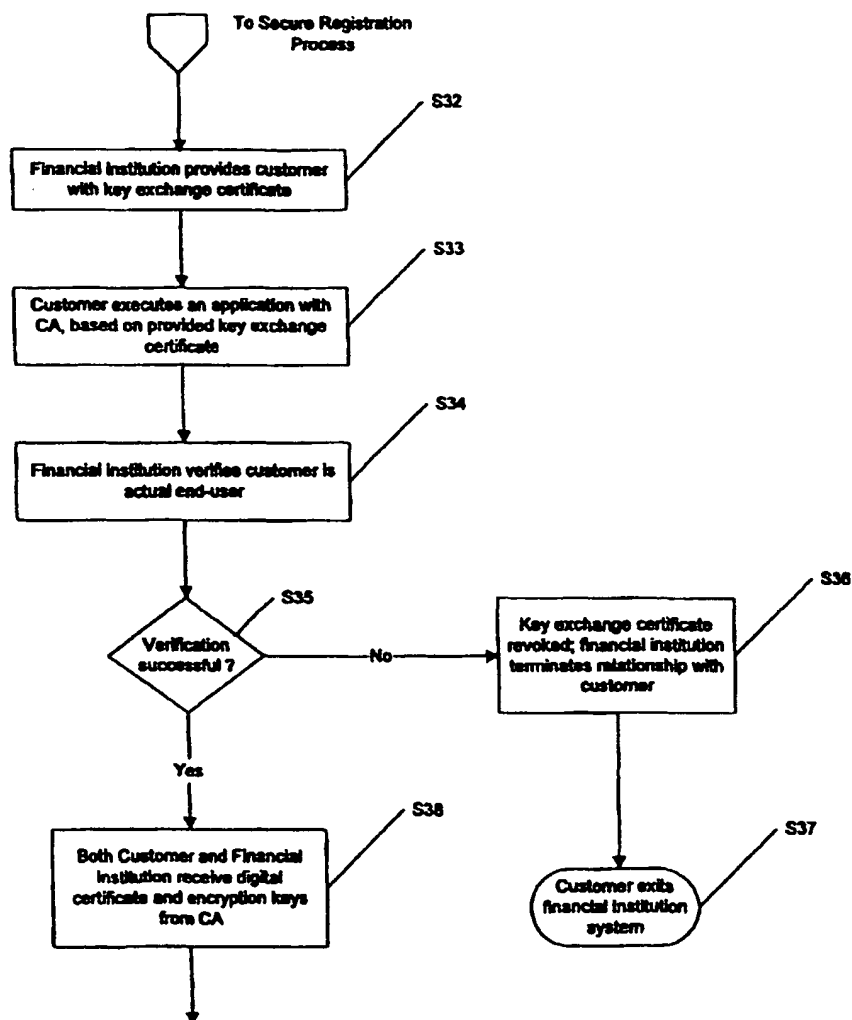 To Secure Registration
Process
S32
Financial institution provides customer
with key exchange certificate
S33
Customer executes an application with
CA, based on provided key exchange
certificate
S34
Financial institution verifies customer is
actual end-user
S35
Verification
successful ?
No
S36
Key exchange certificate
revoked; financial institution
terminates relationship with
customer
Yes
S38
Both Customer and Financial
Institution receive digital
certificate and encryption keys
from CA
S37
Customer exits
financial institution
system